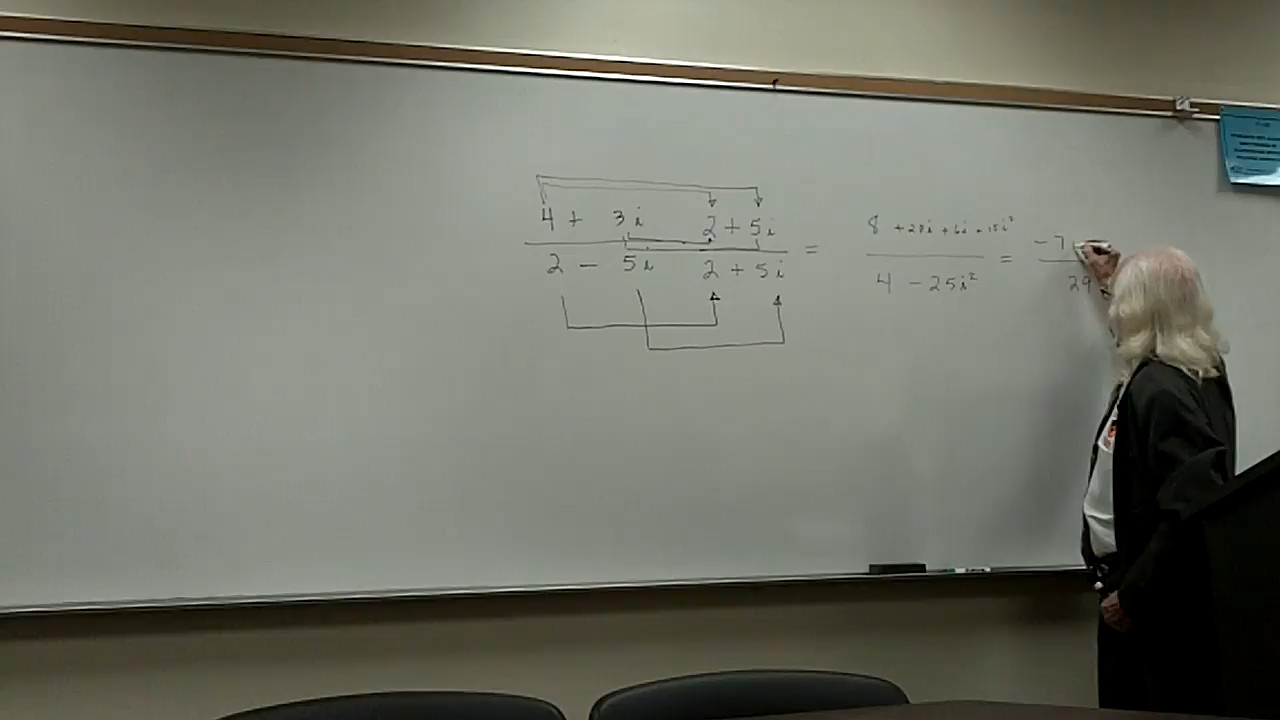 4 + 3i 2 + 5i 8 + 20i + 6i + 15i² -7
2 - 5i 2 + 5i = 4 - 25i² = 29